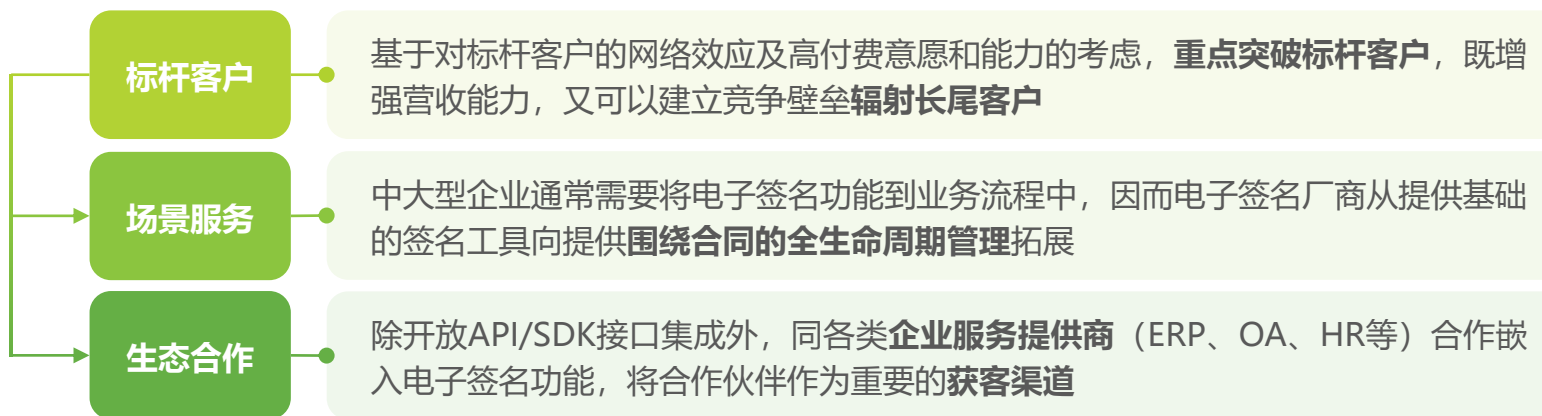 标杆客户
基于对标杆客户的网络效应及高付费意愿和能力的考虑，重点突破标杆客户，既增
强营收能力，又可以建立竞争壁垒辐射长尾客户
场景服务
中大型企业通常需要将电子签名功能到业务流程中，因而电子签名厂商从提供基础
的签名工具向提供围绕合同的全生命周期管理拓展
生态合作
除开放API/SDK接口集成外，同各类企业服务提供商（ERP、OA、HR等）合作嵌
入电子签名功能，将合作伙伴作为重要的获客渠道